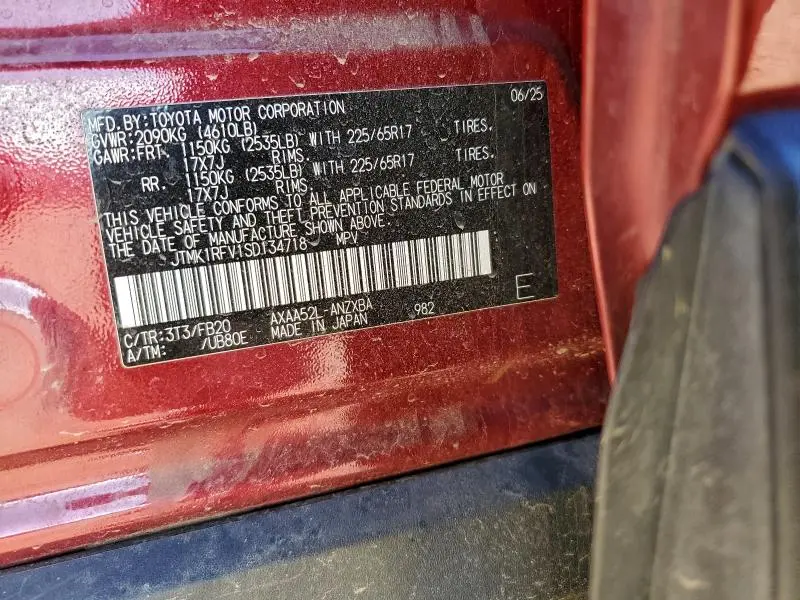 MFD. BY: TOYOTA MOTOR CORPORATION 06/25
GVWR: 2090KG (4610LB)
GAWR: FRT. 1150KG (2535LB) WITH 225/65R17 TIRES.
17X7J RIMS.
RR. 1150KG (2535LB) WITH 225/65R17 TIRES.
17X7J RIMS.
THIS VEHICLE CONFORMS TO ALL APPLICABLE FEDERAL MOTOR
VEHICLE SAFETY AND THEFT PREVENTION STANDARDS IN EFFECT ON
THE DATE OF MANUFACTURE SHOWN ABOVE.
JTMK1RFV1SD134718 MPV
C/TR: 3T3/FB20 AXAA52L-ANZXBA 982 E
A/TM: /UB80E MADE IN JAPAN